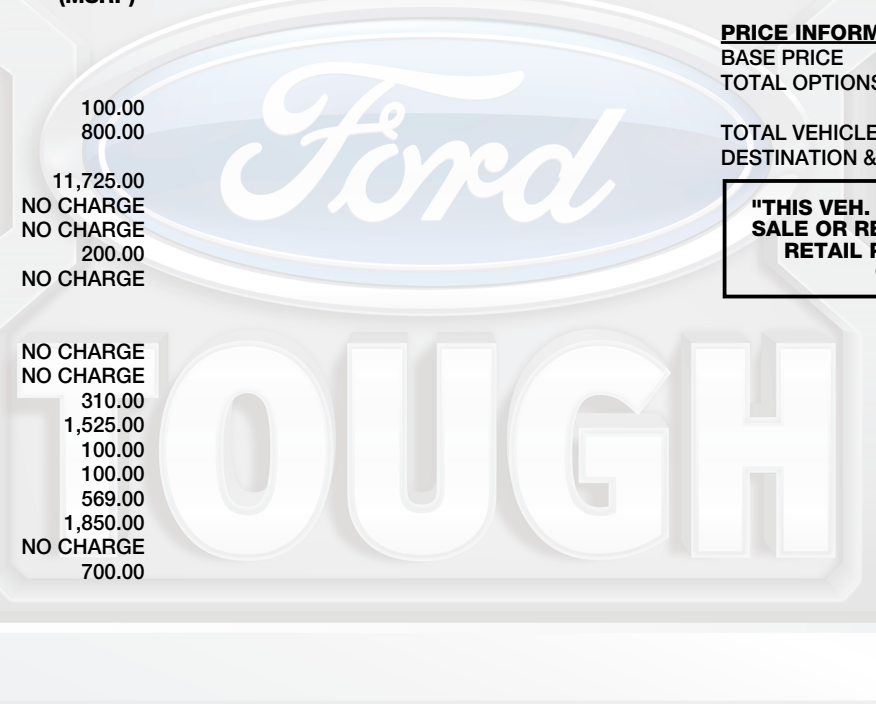 (MSRP)
100.00
800.00
11,725.00
NO CHARGE
NO CHARGE
200.00
NO CHARGE
NO CHARGE
NO CHARGE
310.00
1,525.00
100.00
100.00
569.00
1,850.00
NO CHARGE
700.00
PRICE INFORM
BASE PRICE
TOTAL OPTIONS
TOTAL VEHICLE
DESTINATION &
"THIS VEH.
SALE OR RE
RETAIL
Ford
TOUGH